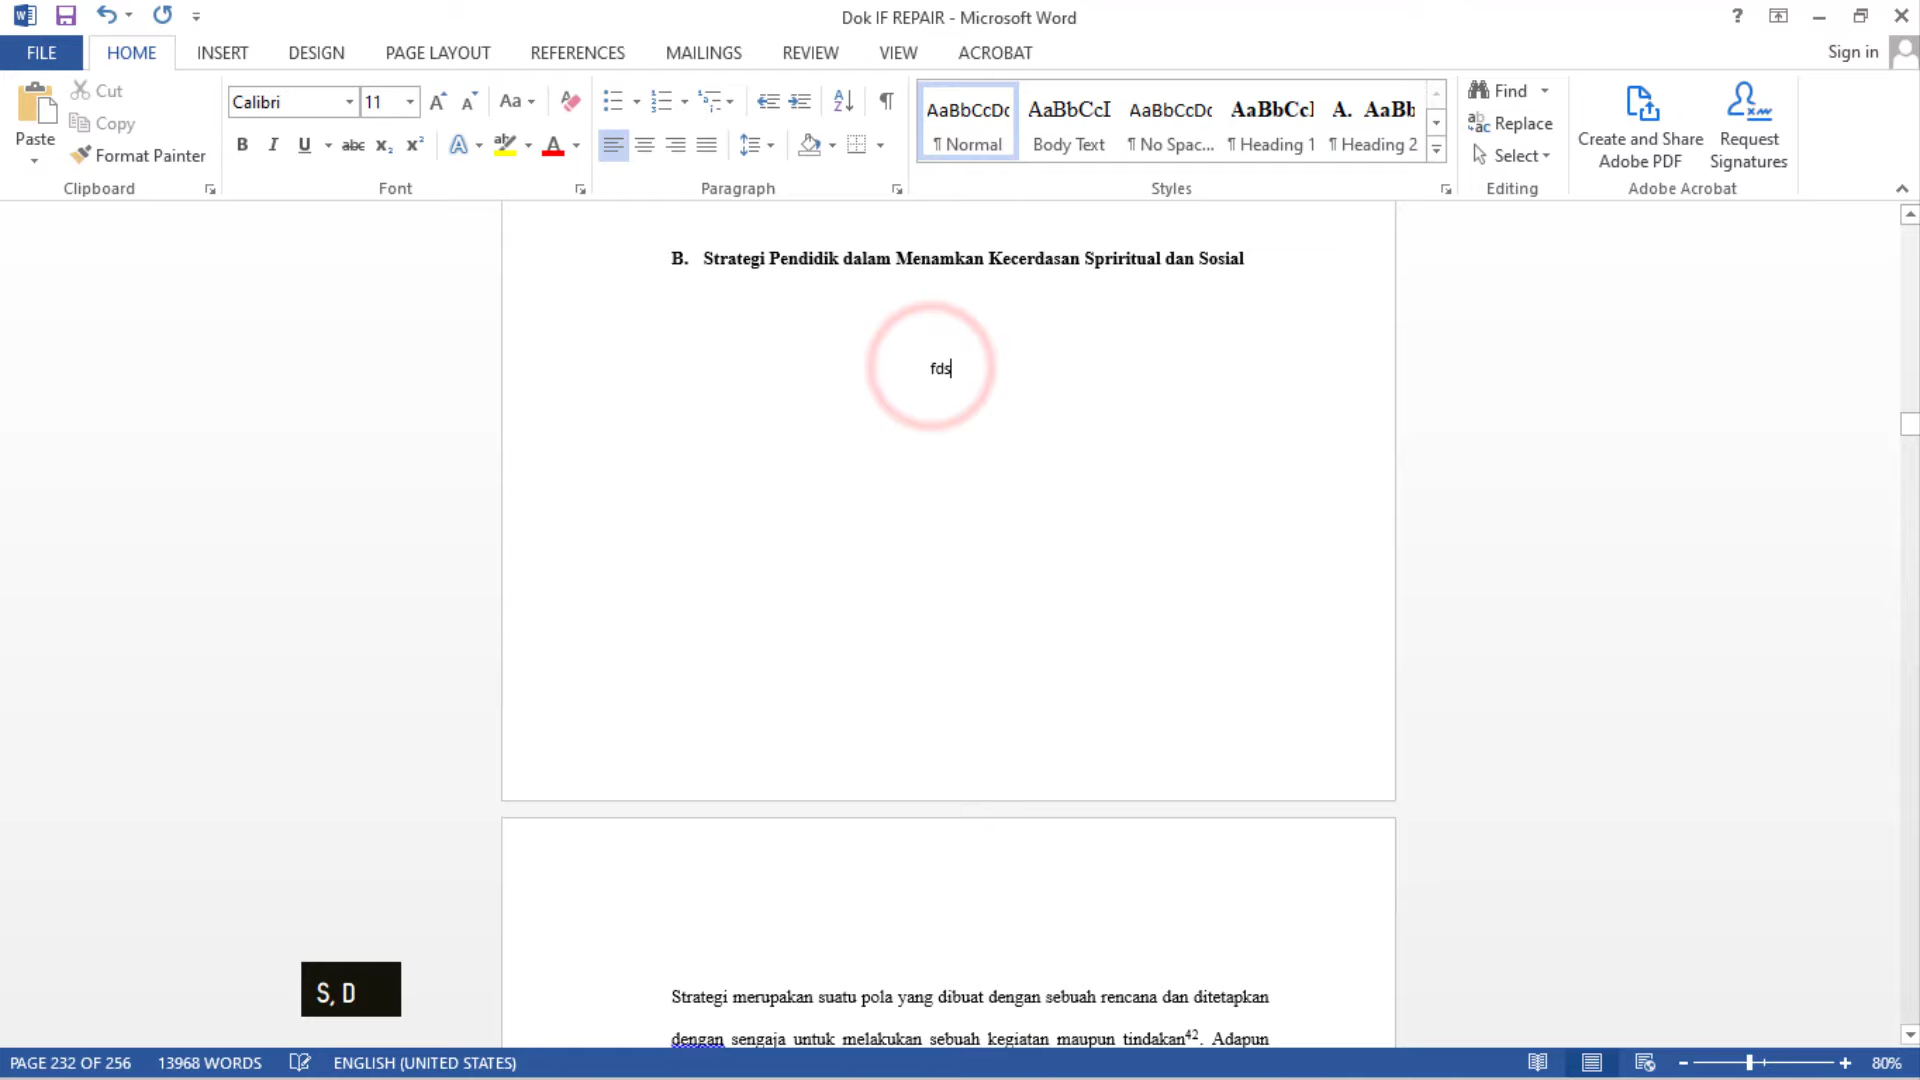 Dok IF REPAIR - Microsoft Word
?
FILE HOME INSERT DESIGN PAGE LAYOUT REFERENCES MAILINGS REVIEW VIEW ACROBAT Sign in
Paste
Cut
Copy
Format Painter
Clipboard
Calibri 11 Aa
B I U abc x₂ x² A ab A
Font
A Z ¶
Paragraph
AaBbCcDc AaBbCcI AaBbCcDc AaBbCcI A. AaBb
¶ Normal Body Text ¶ No Spac... ¶ Heading 1 ¶ Heading 2
Styles
Find
Replace
Select
Editing
Create and Share Adobe PDF
Request Signatures
Adobe Acrobat
B. Strategi Pendidik dalam Menamkan Kecerdasan Spriritual dan Sosial
fds
S, D
Strategi merupakan suatu pola yang dibuat dengan sebuah rencana dan ditetapkan
dengan sengaja untuk melakukan sebuah kegiatan maupun tindakan⁴². Adapun
PAGE 232 OF 256 13968 WORDS ENGLISH (UNITED STATES) 80%